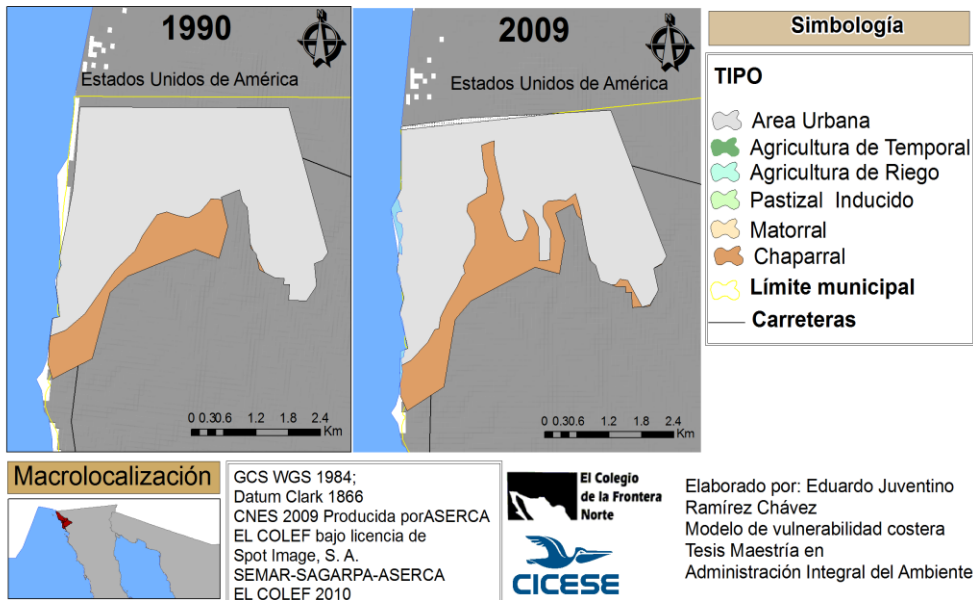 1990
Estados Unidos de América
0 0.30.6 1.2 1.8 2.4
Km
2009
Estados Unidos de América
0 0.30.6 1.2 1.8 2.4
Km
Simbología
TIPO
Area Urbana
Agricultura de Temporal
Agricultura de Riego
Pastizal Inducido
Matorral
Chaparral
Límite municipal
Carreteras
Macrolocalización
GCS WGS 1984;
Datum Clark 1866
CNES 2009 Producida porASERCA
EL COLEF bajo licencia de
Spot Image, S. A.
SEMAR-SAGARPA-ASERCA
EL COLEF 2010
El Colegio
de la Frontera
Norte
CICESE
Elaborado por: Eduardo Juventino
Ramírez Chávez
Modelo de vulnerabilidad costera
Tesis Maestría en
Administración Integral del Ambiente